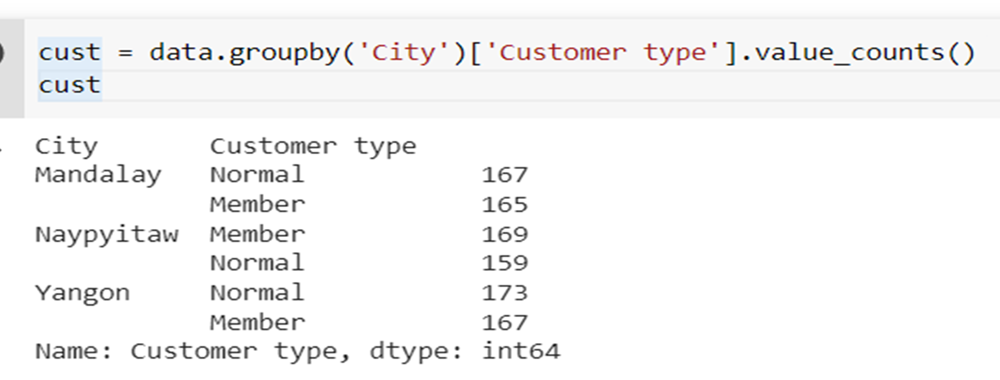 cust = data.groupby('City')['Customer type'].value_counts()
cust
City       Customer type
Mandalay   Normal           167
           Member           165
Naypyitaw  Member           169
           Normal           159
Yangon     Normal           173
           Member           167
Name: Customer type, dtype: int64